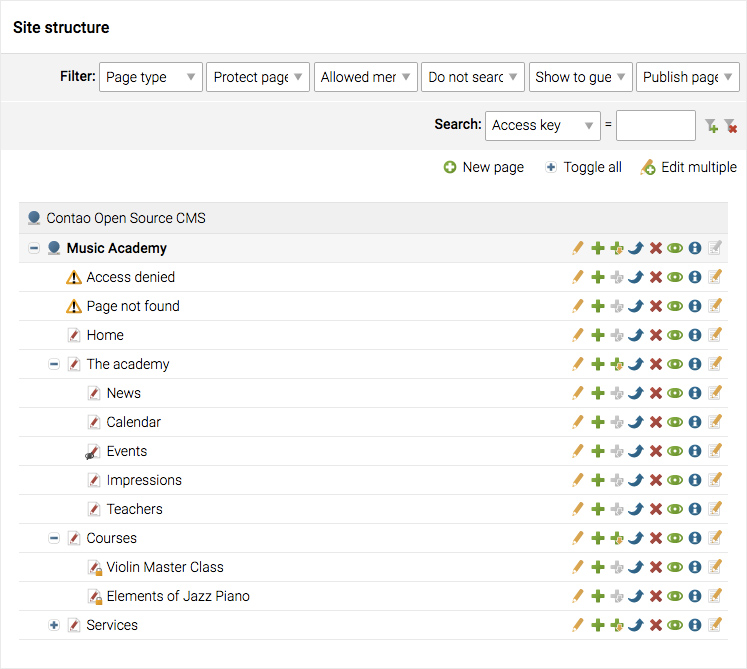 Site structure
Filter: Page type Protect page Allowed mer Do not searc Show to gue Publish page
Search: Access key =
New page Toggle all Edit multiple
Contao Open Source CMS
Music Academy
Access denied
Page not found
Home
The academy
News
Calendar
Events
Impressions
Teachers
Courses
Violin Master Class
Elements of Jazz Piano
Services